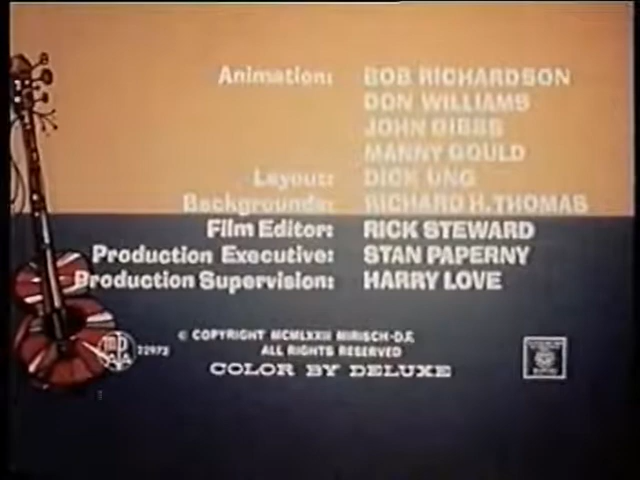 Animation: BOB RICHARDSON
DON WILLIAMS
JOHN GIBBS
MANNY GOULD
Layout: DICK UNG
Backgrounds: RICHARD H. THOMAS
Film Editor: RICK STEWARD
Production Executive: STAN PAPERNY
Production Supervision: HARRY LOVE
© COPYRIGHT MCMLXXII MIRISCH-D.F.
ALL RIGHTS RESERVED
COLOR BY DELUXE